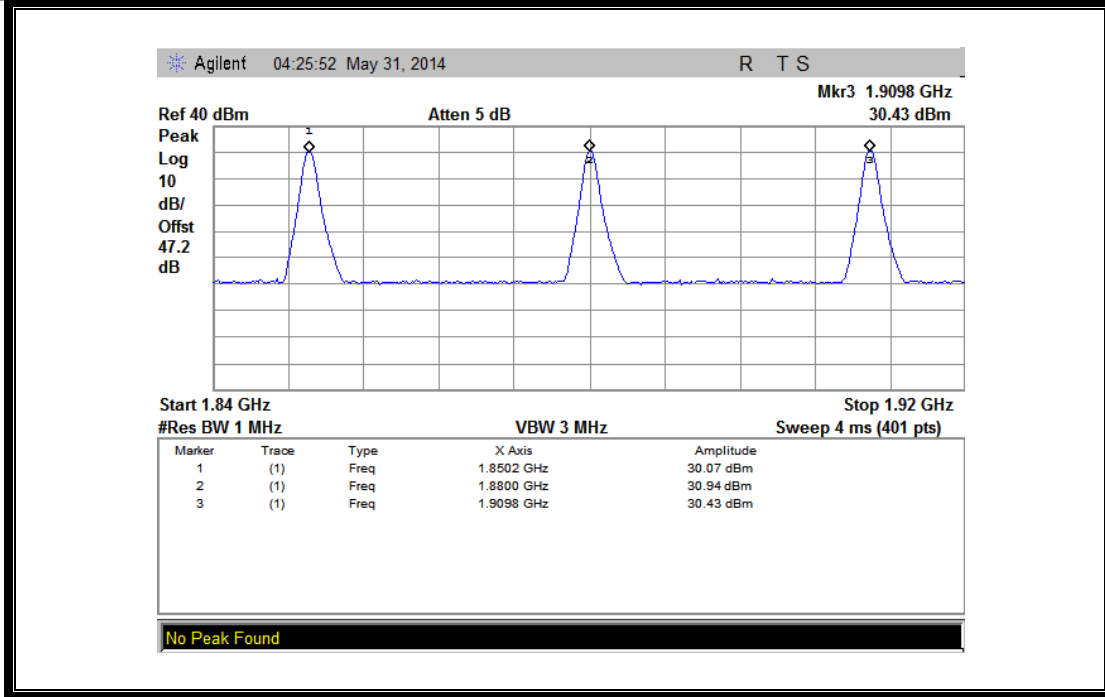 Agilent 04:25:52 May 31, 2014 R T S
Mkr3 1.9098 GHz
Ref 40 dBm Atten 5 dB 30.43 dBm
Peak
Log
10
dB/
Offst
47.2
dB
1
2
3
Start 1.84 GHz Stop 1.92 GHz
#Res BW 1 MHz VBW 3 MHz Sweep 4 ms (401 pts)
Marker Trace Type X Axis Amplitude
1 (1) Freq 1.8502 GHz 30.07 dBm
2 (1) Freq 1.8800 GHz 30.94 dBm
3 (1) Freq 1.9098 GHz 30.43 dBm
No Peak Found